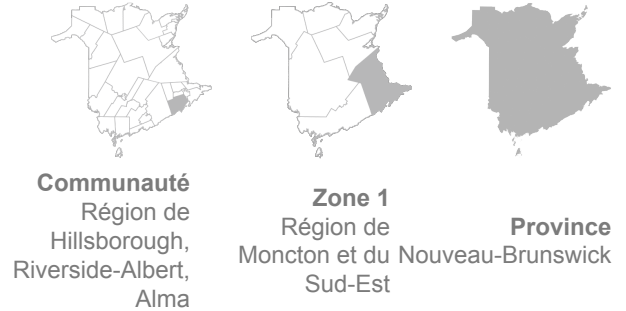 Communauté
Région de
Hillsborough,
Riverside-Albert,
Alma
Zone 1
Région de
Moncton et du
Sud-Est
Province
Nouveau-Brunswick